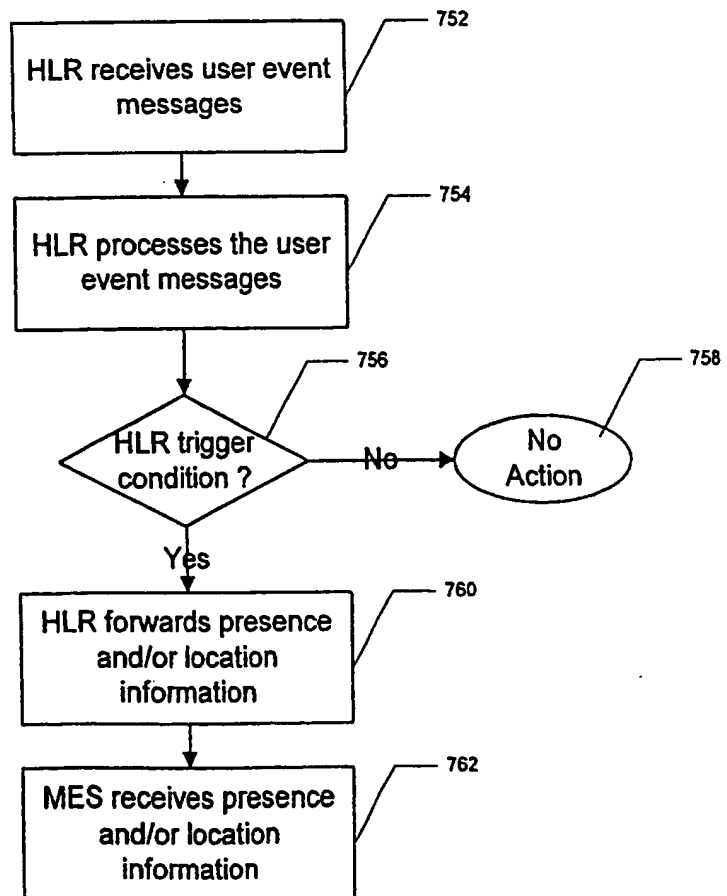 752
HLR receives user event
messages
754
HLR processes the user
event messages
756
758
HLR trigger
condition ?
No
No
Action
Yes
760
HLR forwards presence
and/or location
information
762
MES receives presence
and/or location
information